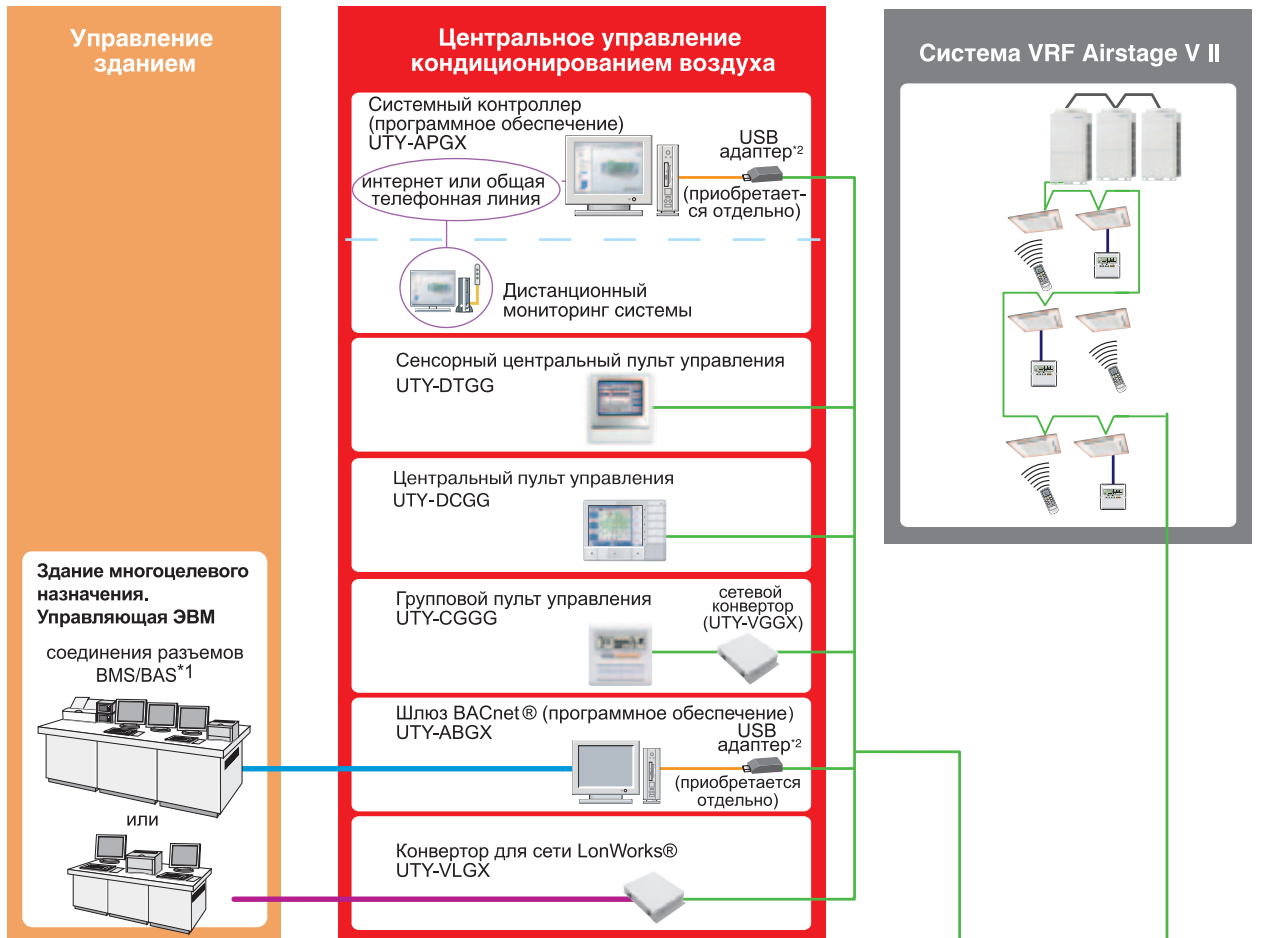 Управление
зданием
Здание многоцелевого
назначения.
Управляющая ЭВМ
соединения разъемов
BMS/BAS*1
или
Центральное управление
кондиционированием воздуха
Системный контроллер
(программное обеспечение)
UTY-APGX
интернет или общая
телефонная линия
USB
адаптер*2
(приобретает-
ся отдельно)
Дистанционный
мониторинг системы
Сенсорный центральный пульт управления
UTY-DTGG
Центральный пульт управления
UTY-DCGG
Групповой пульт управления
UTY-CGGG
сетевой
конвертор
(UTY-VGGX)
Шлюз BACnet® (программное обеспечение)
UTY-ABGX
USB
адаптер*2
(приобретается
отдельно)
Конвертор для сети LonWorks®
UTY-VLGX
Система VRF Airstage V II